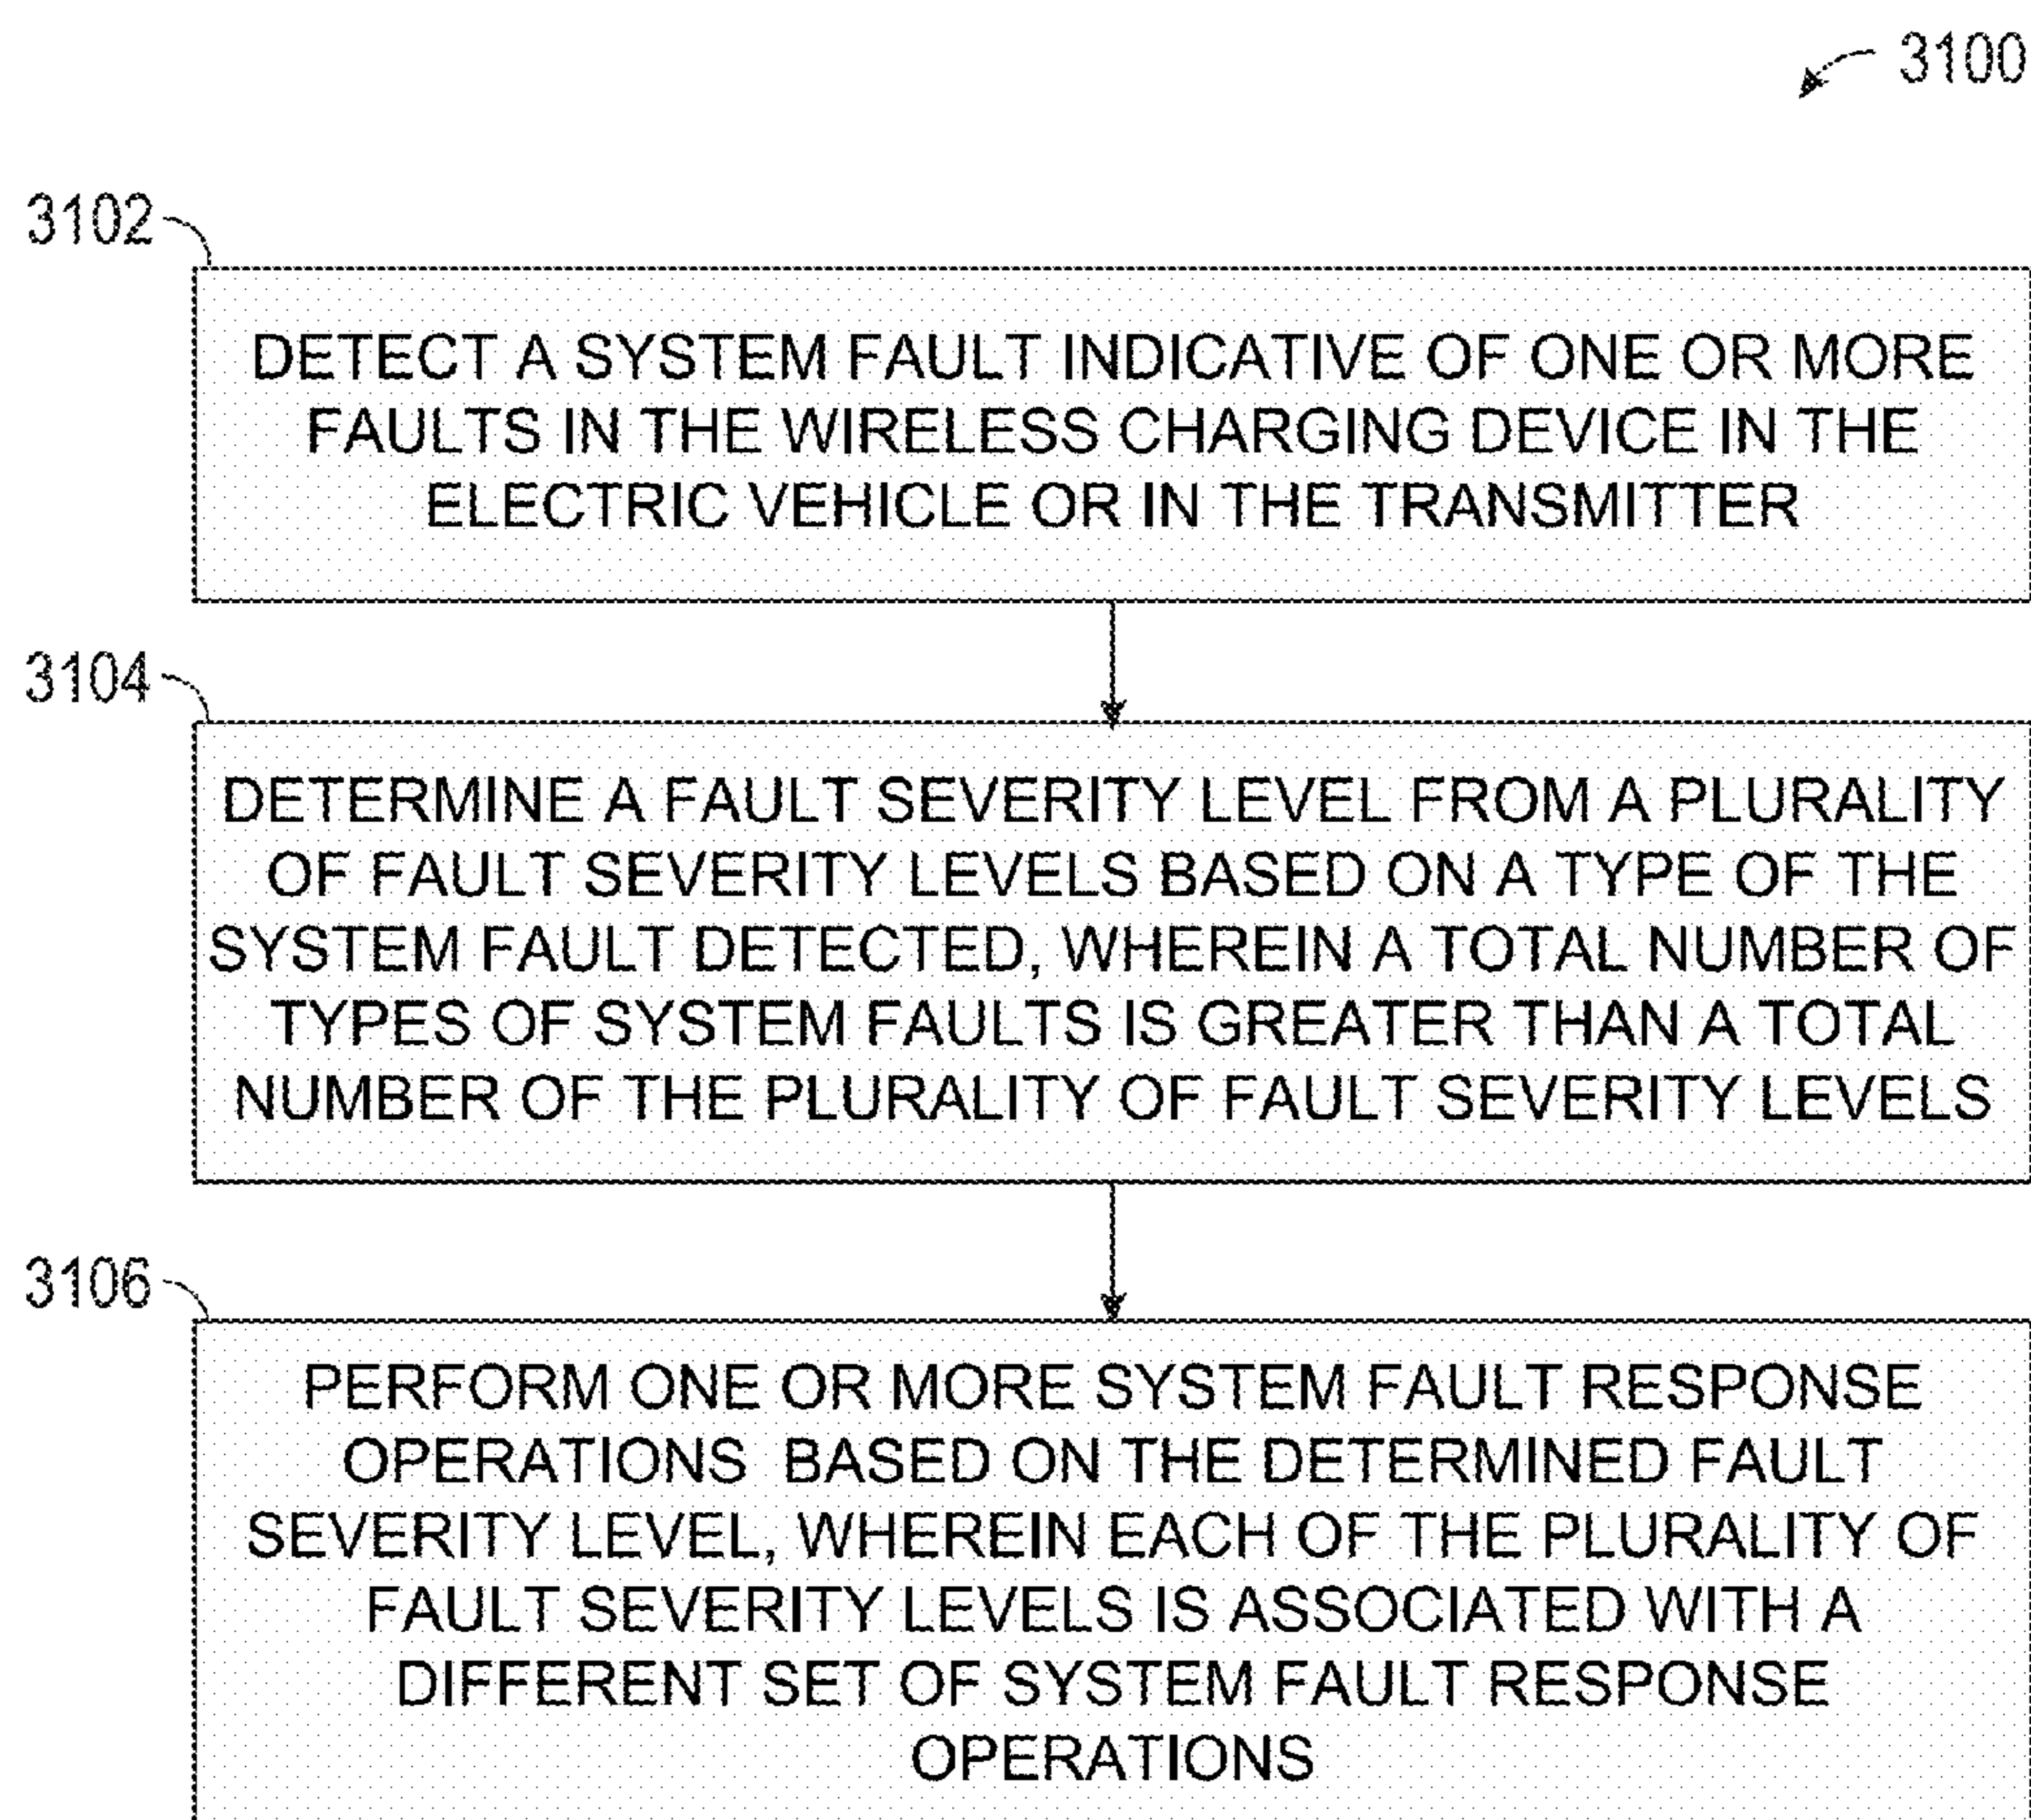 3100
3102
DETECT A SYSTEM FAULT INDICATIVE OF ONE OR MORE
FAULTS IN THE WIRELESS CHARGING DEVICE IN THE
ELECTRIC VEHICLE OR IN THE TRANSMITTER
3104
DETERMINE A FAULT SEVERITY LEVEL FROM A PLURALITY
OF FAULT SEVERITY LEVELS BASED ON A TYPE OF THE
SYSTEM FAULT DETECTED, WHEREIN A TOTAL NUMBER OF
TYPES OF SYSTEM FAULTS IS GREATER THAN A TOTAL
NUMBER OF THE PLURALITY OF FAULT SEVERITY LEVELS
3106
PERFORM ONE OR MORE SYSTEM FAULT RESPONSE
OPERATIONS BASED ON THE DETERMINED FAULT
SEVERITY LEVEL, WHEREIN EACH OF THE PLURALITY OF
FAULT SEVERITY LEVELS IS ASSOCIATED WITH A
DIFFERENT SET OF SYSTEM FAULT RESPONSE
OPERATIONS